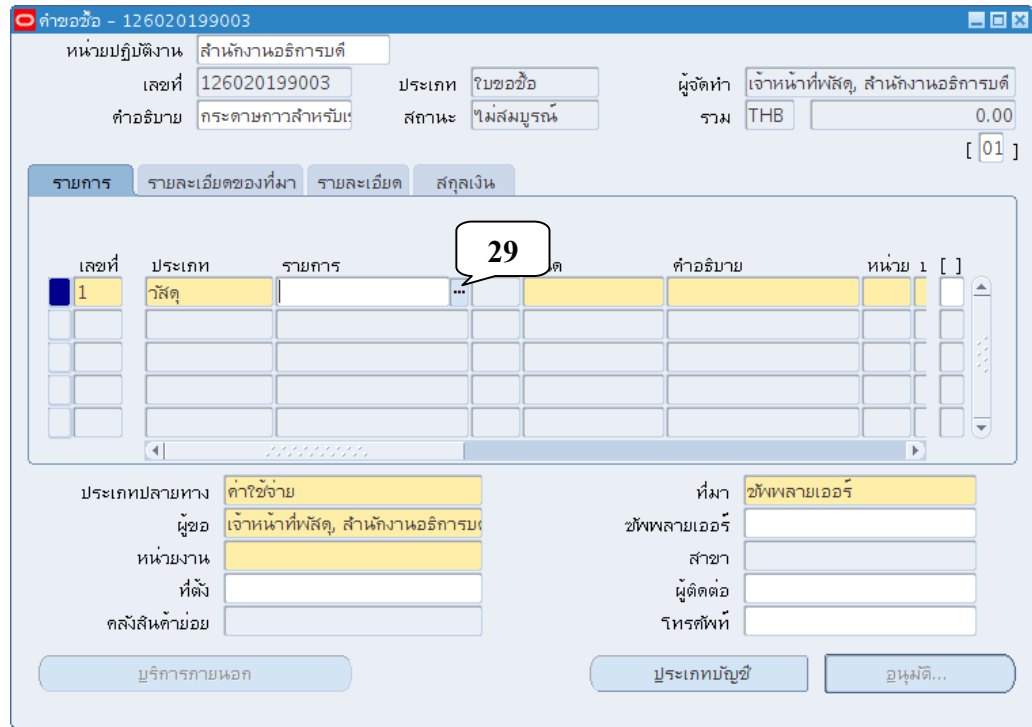 คำขอซื้อ - 126020199003
หน่วยปฏิบัติงาน สำนักงานอธิการบดี
เลขที่ 126020199003 ประเภท ใบขอซื้อ ผู้จัดทำ เจ้าหน้าที่พัสดุ, สำนักงานอธิการบดี
คำอธิบาย กระดาษกาวสำหรับเ สถานะ ไม่สมบูรณ์ รวม THB 0.00
[ 01 ]
รายการ รายละเอียดของที่มา รายละเอียด สกุลเงิน
29
เลขที่ ประเภท รายการ คำอธิบาย หน่วย [ ]
1 วัสดุ ...
ประเภทปลายทาง ค่าใช้จ่าย ที่มา ซัพพลายเออร์
ผู้ขอ เจ้าหน้าที่พัสดุ, สำนักงานอธิการบด ซัพพลายเออร์
หน่วยงาน สาขา
ที่ตั้ง ผู้ติดต่อ
คลังสินค้าย่อย โทรศัพท์
บริการภายนอก ประเภทบัญชี อนุมัติ...